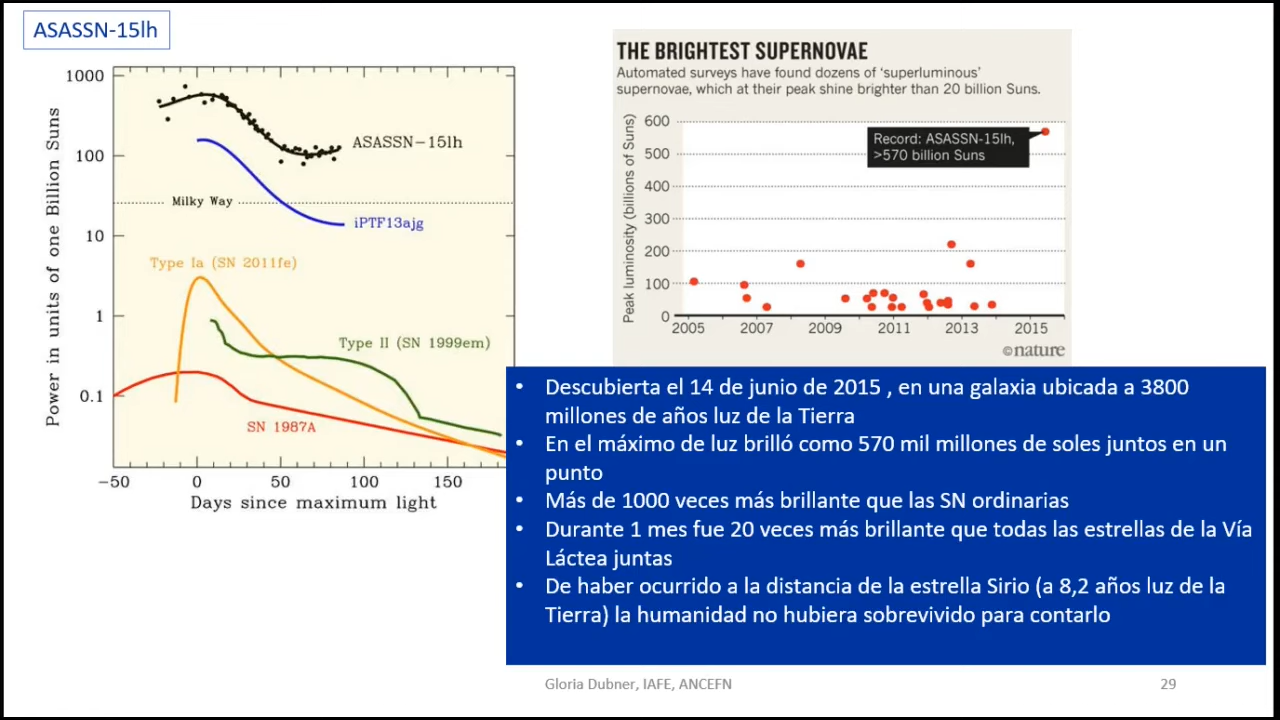 ASASSN-15lh
1000
100
10
1
0.1
Power in units of one Billion Suns
ASASSN-15lh
Milky Way
iPTF13ajg
Type Ia (SN 2011fe)
Type II (SN 1999em)
SN 1987A
-50 0 50 100 150
Days since maximum light
THE BRIGHTEST SUPERNOVAE
Automated surveys have found dozens of ‘superluminous’
supernovae, which at their peak shine brighter than 20 billion Suns.
Peak luminosity (billions of Suns)
600
500
400
300
200
100
0
Record: ASASSN-15lh,
>570 billion Suns
2005 2007 2009 2011 2013 2015
©nature
• Descubierta el 14 de junio de 2015 , en una galaxia ubicada a 3800
millones de años luz de la Tierra
• En el máximo de luz brilló como 570 mil millones de soles juntos en un
punto
• Más de 1000 veces más brillante que las SN ordinarias
• Durante 1 mes fue 20 veces más brillante que todas las estrellas de la Vía
Láctea juntas
• De haber ocurrido a la distancia de la estrella Sirio (a 8,2 años luz de la
Tierra) la humanidad no hubiera sobrevivido para contarlo
Gloria Dubner, IAFE, ANCEFN
29